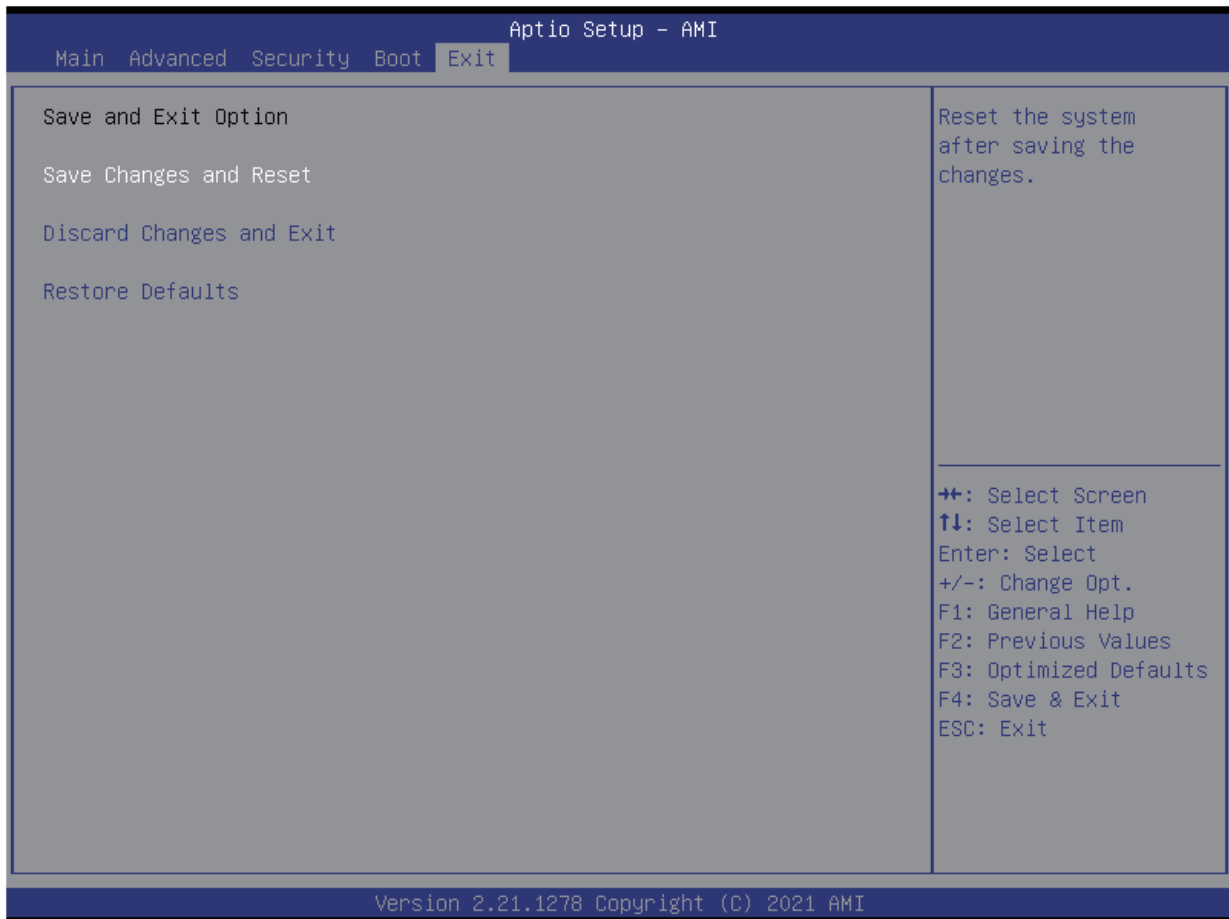 Aptio Setup – AMI
Main Advanced Security Boot Exit
Save and Exit Option
Save Changes and Reset
Discard Changes and Exit
Restore Defaults
Reset the system
after saving the
changes.
→←: Select Screen
↑↓: Select Item
Enter: Select
+/-: Change Opt.
F1: General Help
F2: Previous Values
F3: Optimized Defaults
F4: Save & Exit
ESC: Exit
Version 2.21.1278 Copyright (C) 2021 AMI